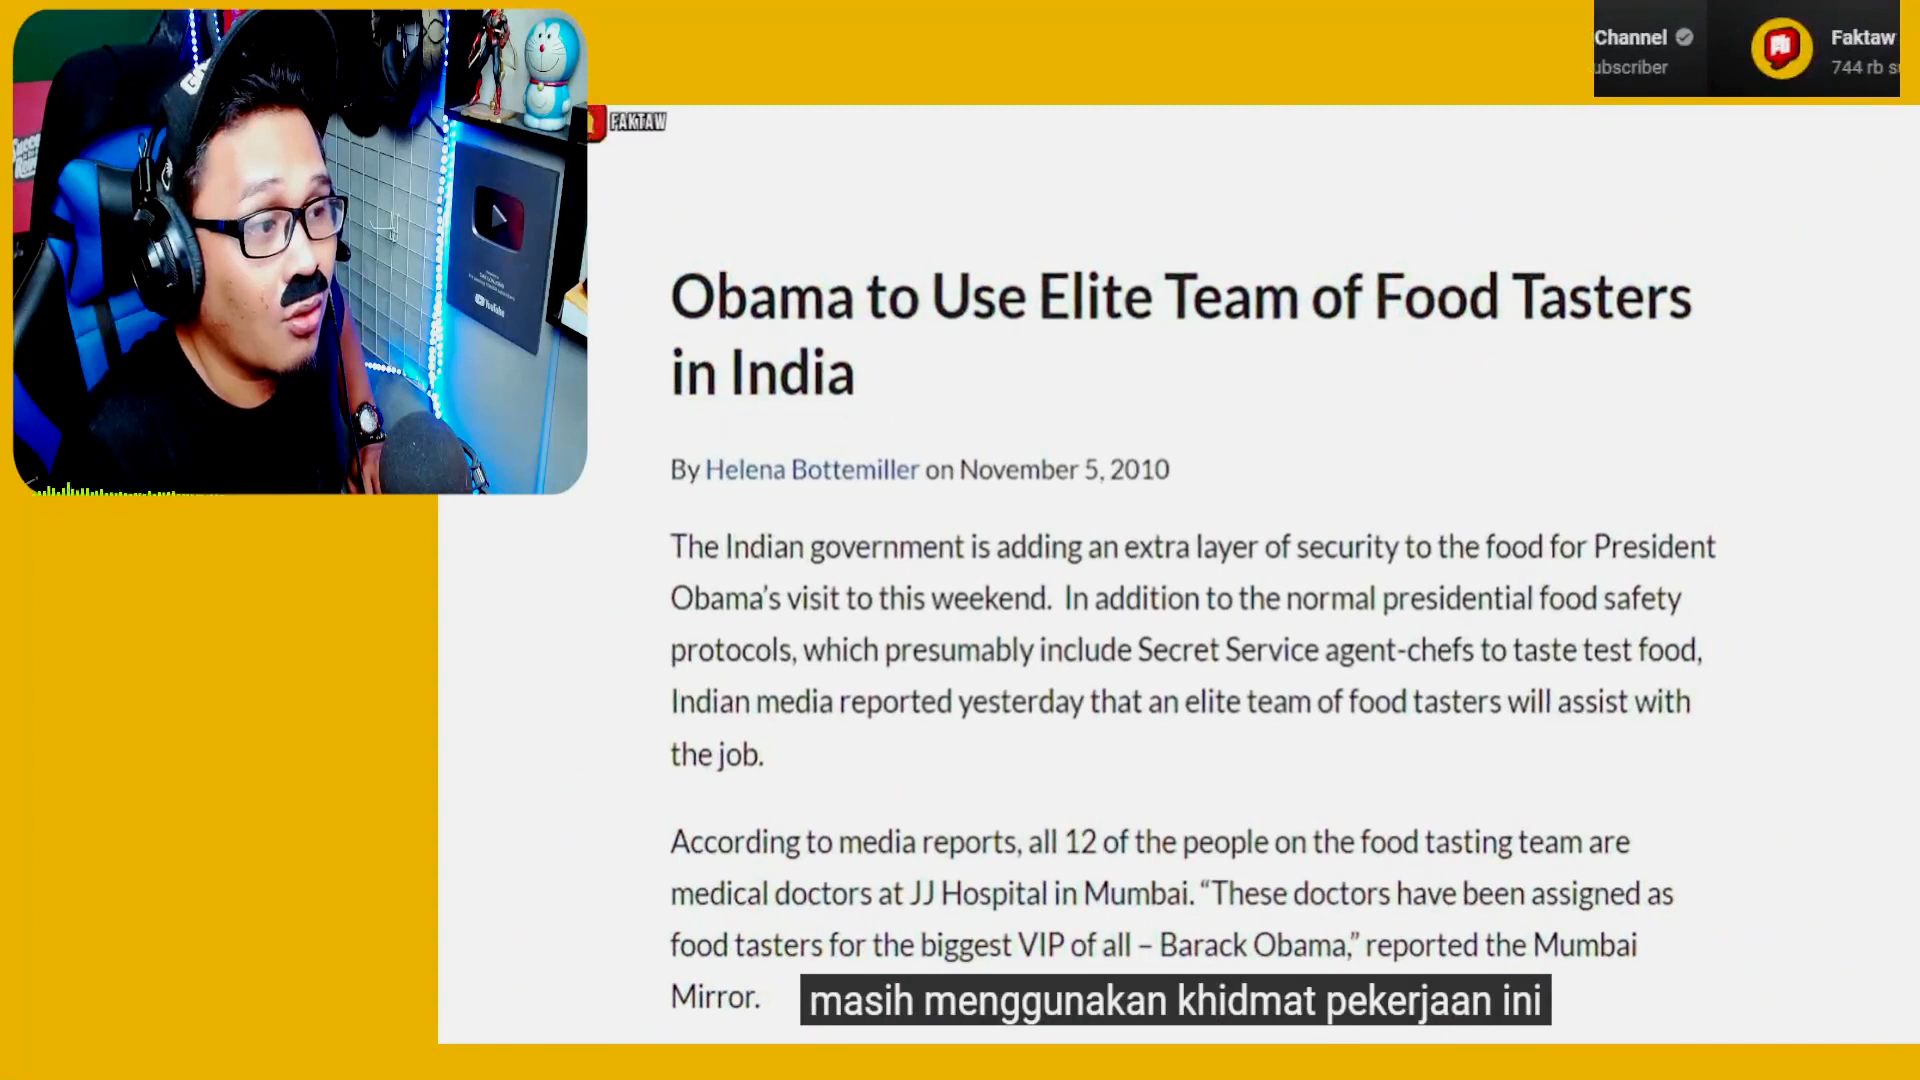 Channel
ubscriber
Faktaw
744 rb s
FAKTAW
YouTube
Obama to Use Elite Team of Food Tasters
in India
By Helena Bottemiller on November 5, 2010
The Indian government is adding an extra layer of security to the food for President
Obama's visit to this weekend. In addition to the normal presidential food safety
protocols, which presumably include Secret Service agent-chefs to taste test food,
Indian media reported yesterday that an elite team of food tasters will assist with
the job.
According to media reports, all 12 of the people on the food tasting team are
medical doctors at JJ Hospital in Mumbai. “These doctors have been assigned as
food tasters for the biggest VIP of all – Barack Obama,” reported the Mumbai
Mirror.
masih menggunakan khidmat pekerjaan ini